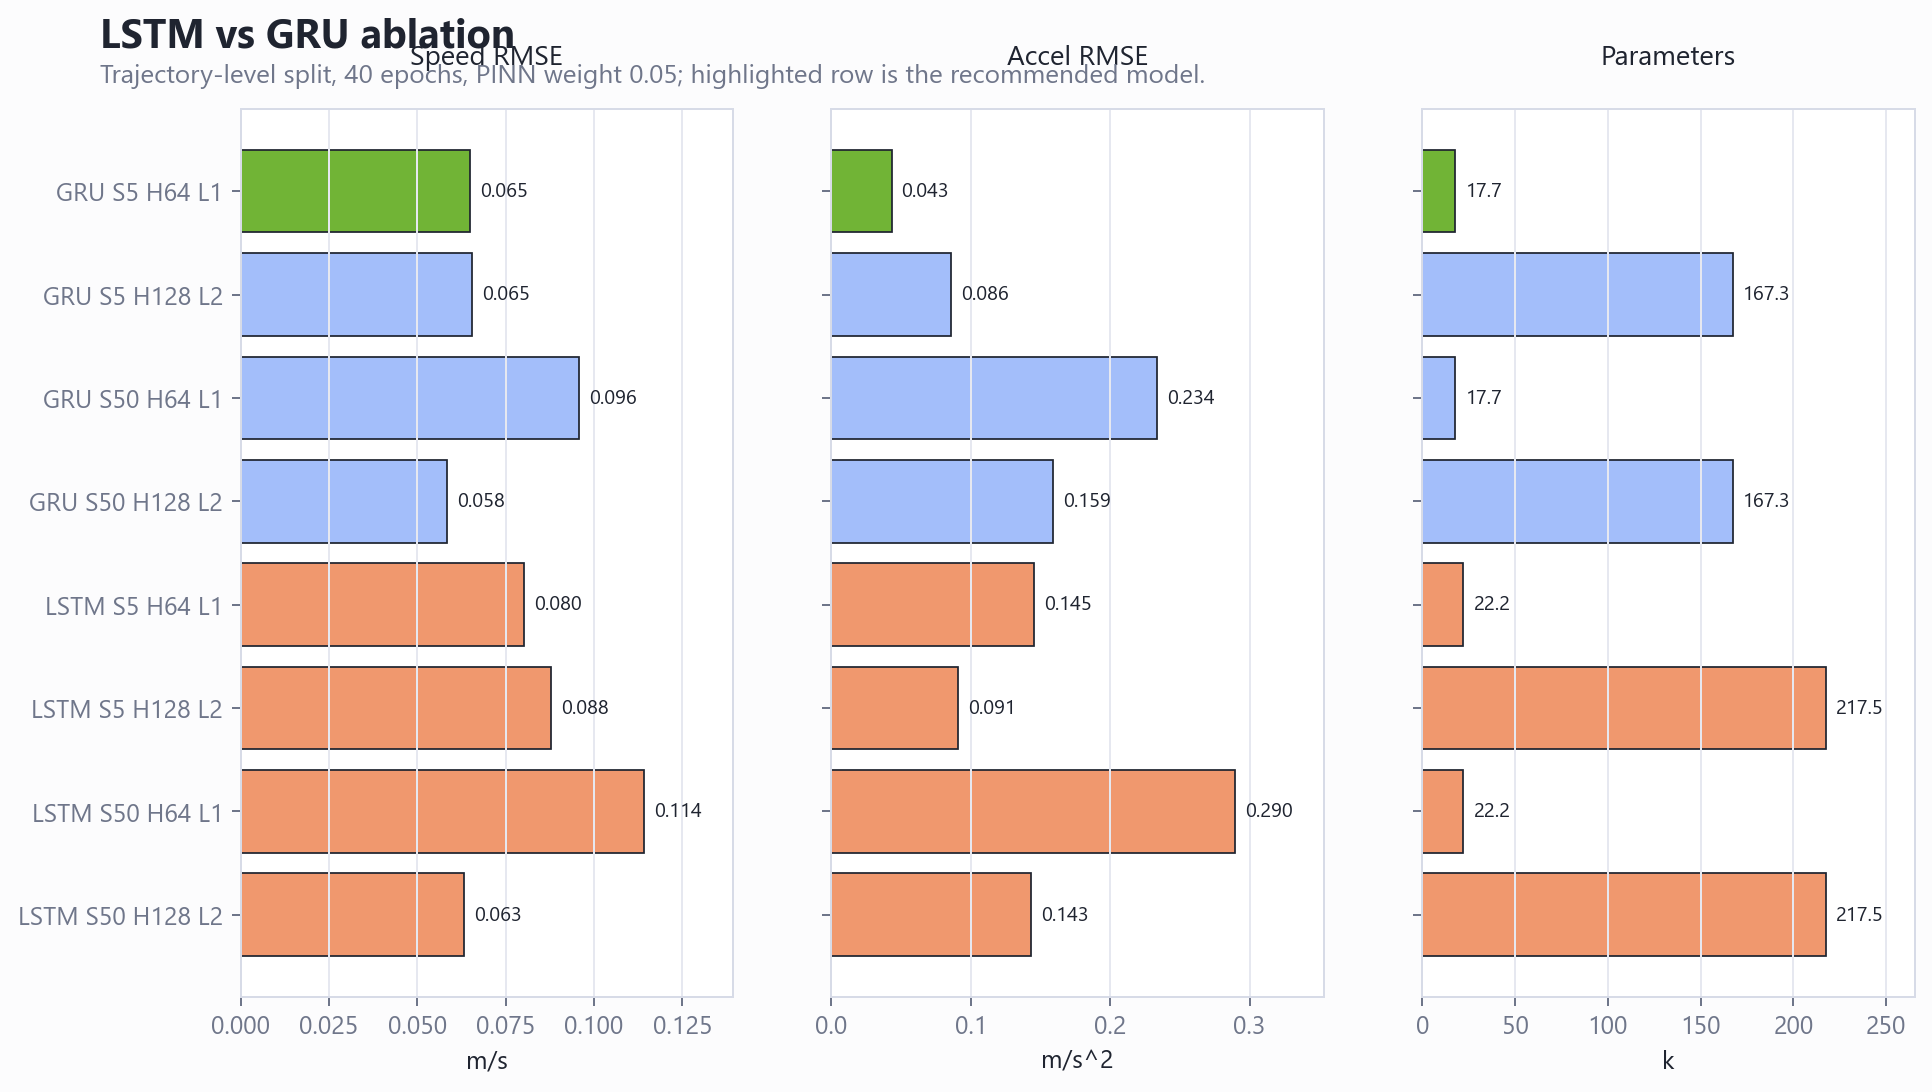 LSTM vs GRU ablation
Trajectory-level split, 40 epochs, PINN weight 0.05; highlighted row is the recommended model.
Speed RMSE
Accel RMSE
Parameters
GRU S5 H64 L1
0.065
0.043
17.7
GRU S5 H128 L2
0.065
0.086
167.3
GRU S50 H64 L1
0.096
0.234
17.7
GRU S50 H128 L2
0.058
0.159
167.3
LSTM S5 H64 L1
0.080
0.145
22.2
LSTM S5 H128 L2
0.088
0.091
217.5
LSTM S50 H64 L1
0.114
0.290
22.2
LSTM S50 H128 L2
0.063
0.143
217.5
0.000 0.025 0.050 0.075 0.100 0.125
0.0 0.1 0.2 0.3
0 50 100 150 200 250
m/s
m/s^2
k